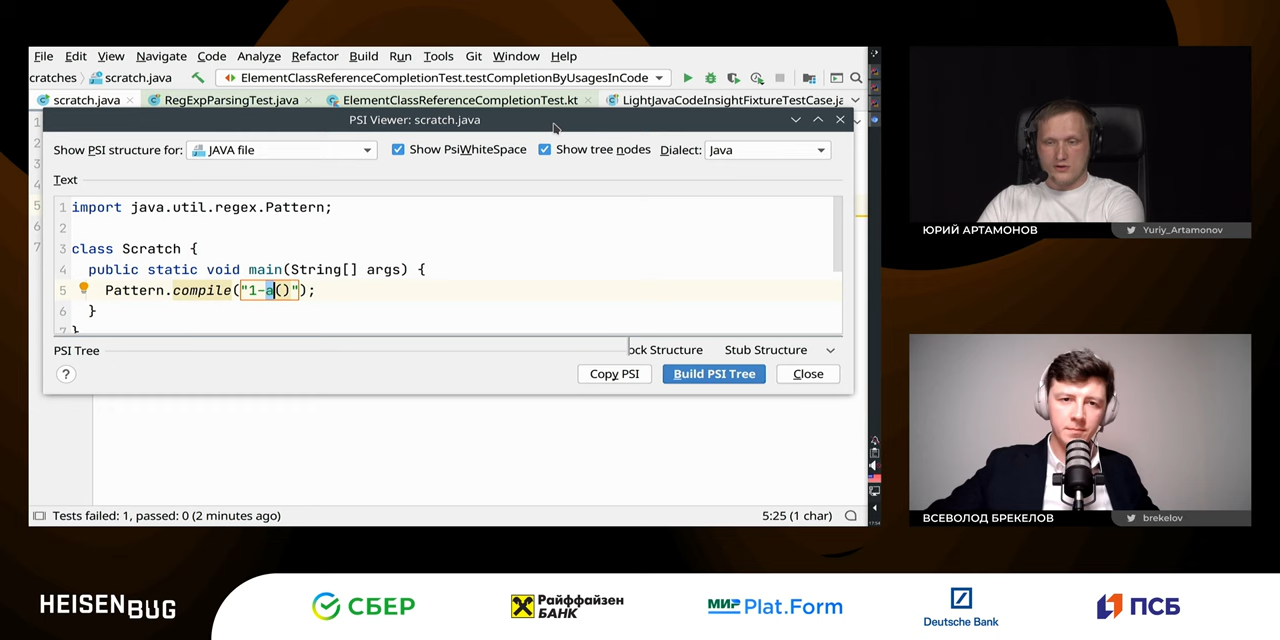 File Edit View Navigate Code Analyze Refactor Build Run Tools Git Window Help
cratches scratch.java ElementClassReferenceCompletionTest.testCompletionByUsagesInCode
scratch.java RegExpParsingTest.java ElementClassReferenceCompletionTest.kt LightJavaCodeInsightFixtureTestCase.ja
PSI Viewer: scratch.java
Show PSI structure for: JAVA file Show PsiWhiteSpace Show tree nodes Dialect: Java
Text
1 import java.util.regex.Pattern;
2
3 class Scratch {
4 public static void main(String[] args) {
5 Pattern.compile("1-a()");
6 }
7 }
PSI Tree ock Structure Stub Structure
? Copy PSI Build PSI Tree Close
Tests failed: 1, passed: 0 (2 minutes ago) 5:25 (1 char)
ЮРИЙ АРТАМОНОВ Yuriy_Artamonov
ВСЕВОЛОД БРЕКЕЛОВ brekelov
HEISENBUG
СБЕР
Райффайзен
БАНК
МИР Plat.Form
Deutsche Bank
ПСБ